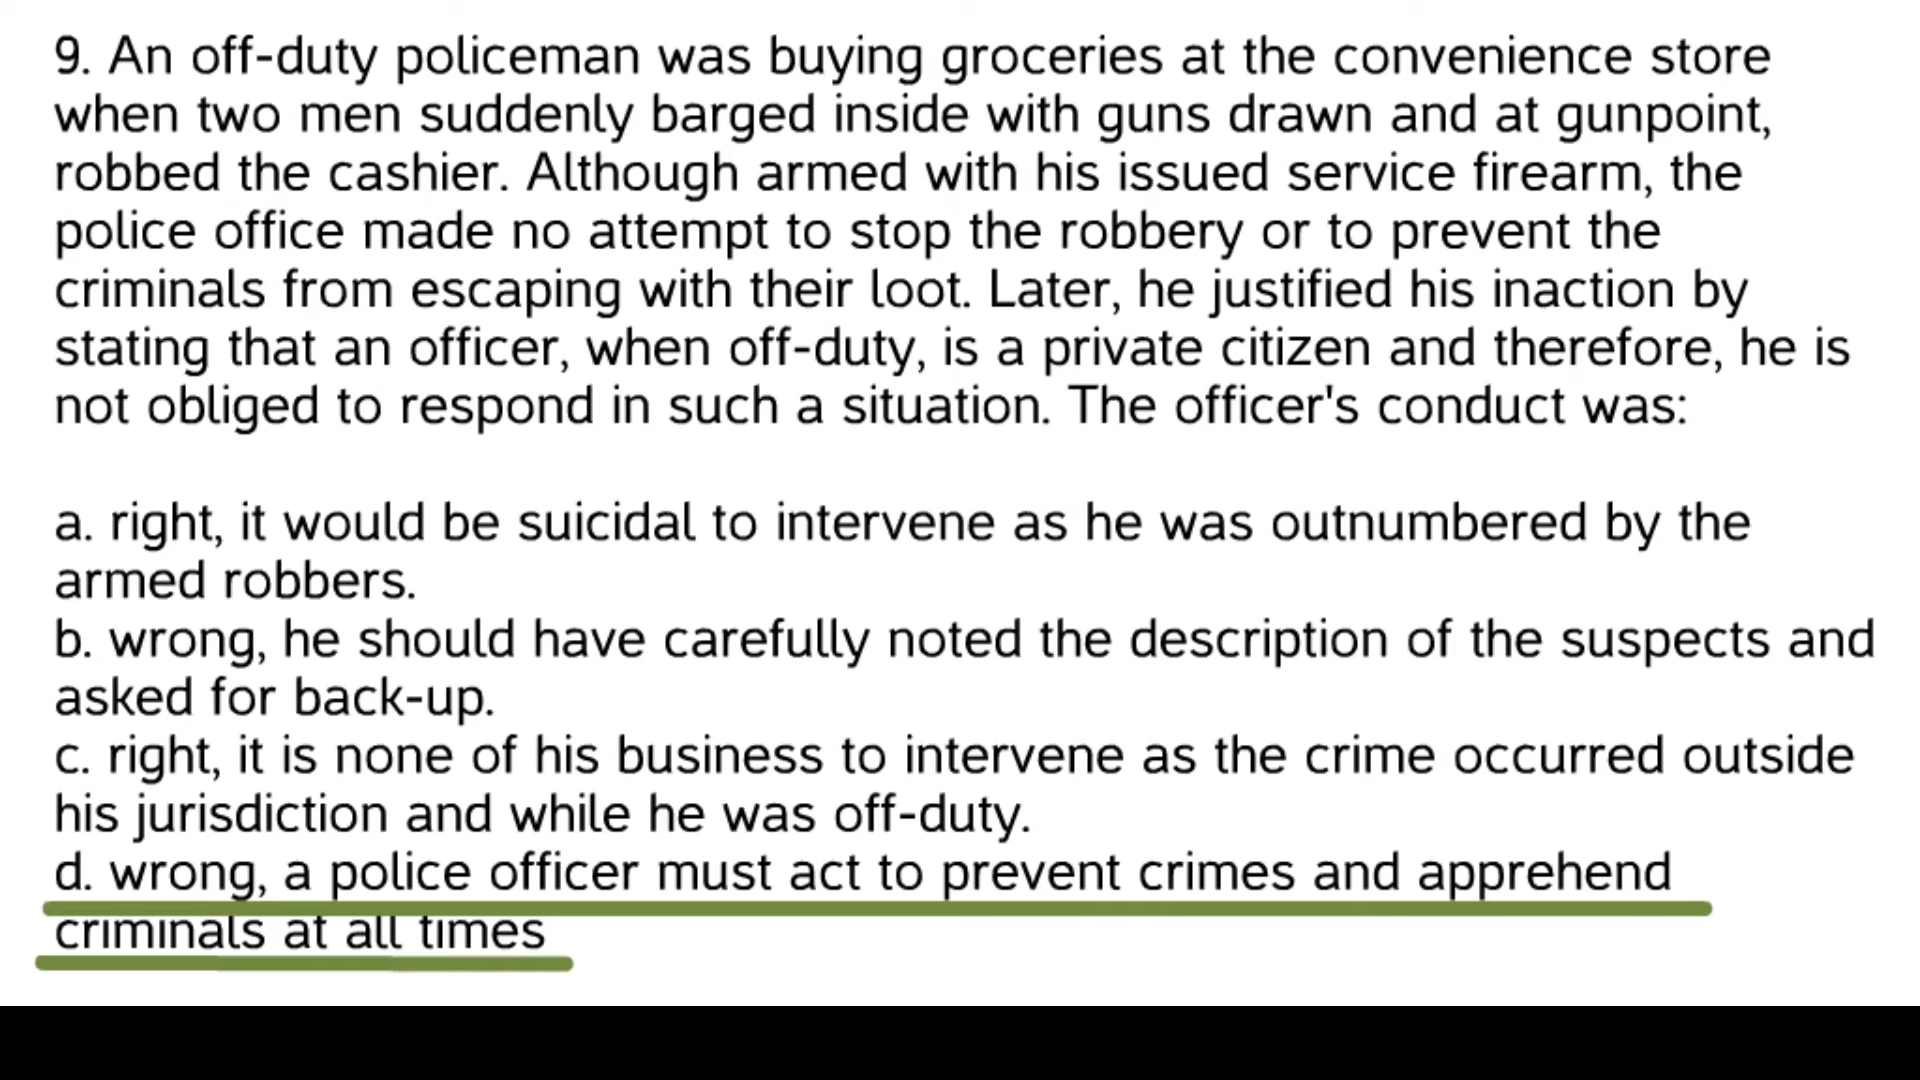 9. An off-duty policeman was buying groceries at the convenience store
when two men suddenly barged inside with guns drawn and at gunpoint,
robbed the cashier. Although armed with his issued service firearm, the
police office made no attempt to stop the robbery or to prevent the
criminals from escaping with their loot. Later, he justified his inaction by
stating that an officer, when off-duty, is a private citizen and therefore, he is
not obliged to respond in such a situation. The officer's conduct was:
a. right, it would be suicidal to intervene as he was outnumbered by the
armed robbers.
b. wrong, he should have carefully noted the description of the suspects and
asked for back-up.
c. right, it is none of his business to intervene as the crime occurred outside
his jurisdiction and while he was off-duty.
d. wrong, a police officer must act to prevent crimes and apprehend
criminals at all times